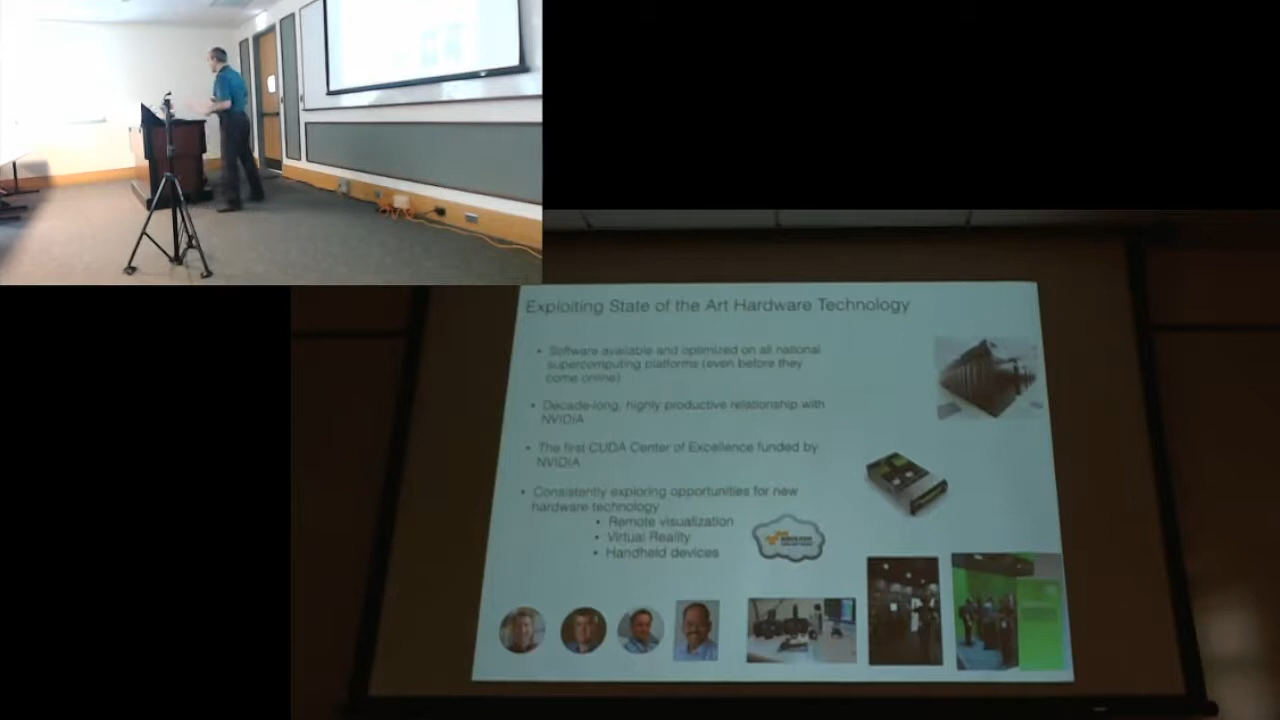 Exploiting State of the Art Hardware Technology
• Software available and optimized on all national
supercomputing platforms (even before they
come online)
• Decade-long, highly productive relationship with
NVIDIA
• The first CUDA Center of Excellence funded by
NVIDIA
• Consistently exploring opportunities for new
hardware technology
• Remote visualization
• Virtual Reality
• Handheld devices